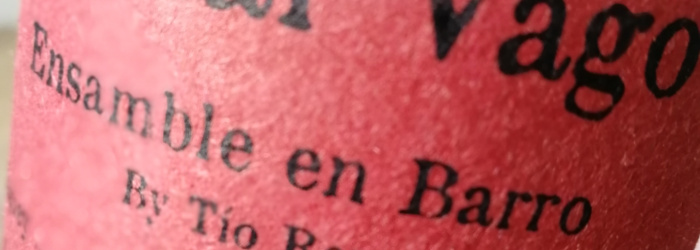 Vago
Ensamble en Barro
By Tío